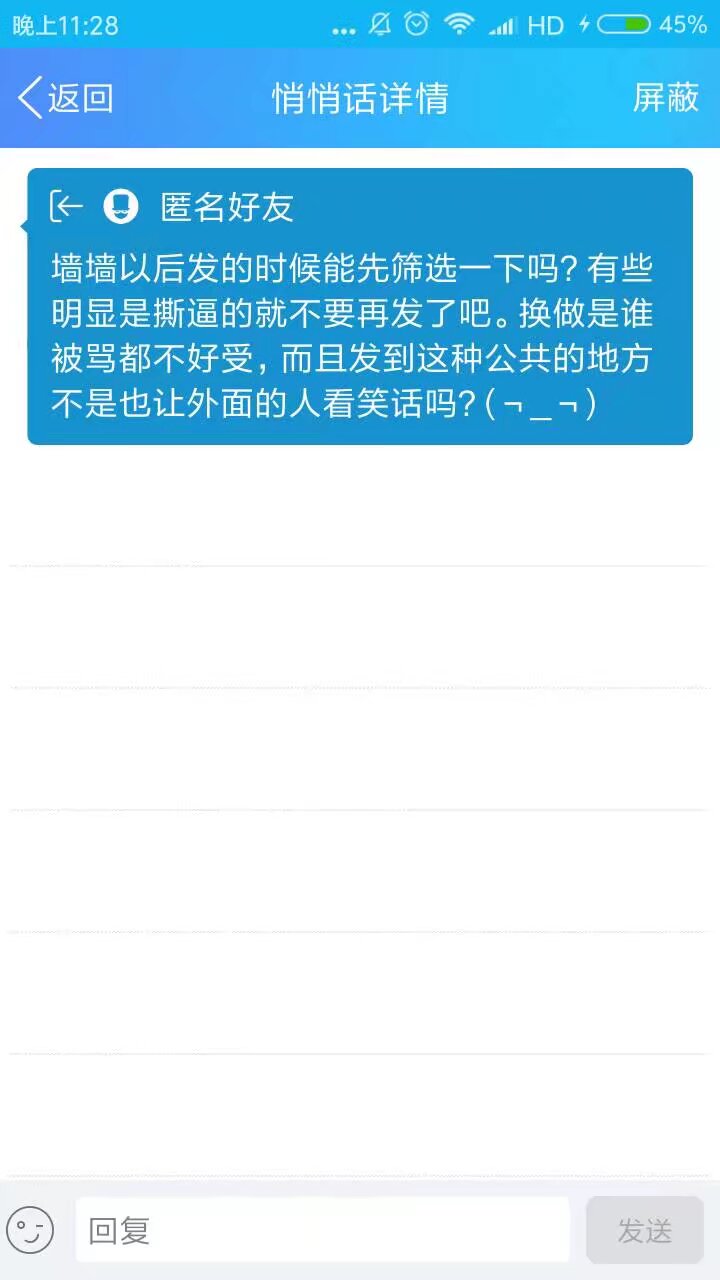 晚上11:28
HD
45%
返回
悄悄话详情
屏蔽
匿名好友
墙墙以后发的时候能先筛选一下吗？有些
明显是撕逼的就不要再发了吧。换做是谁
被骂都不好受，而且发到这种公共的地方
不是也让外面的人看笑话吗？(￢_￢)
回复
发送